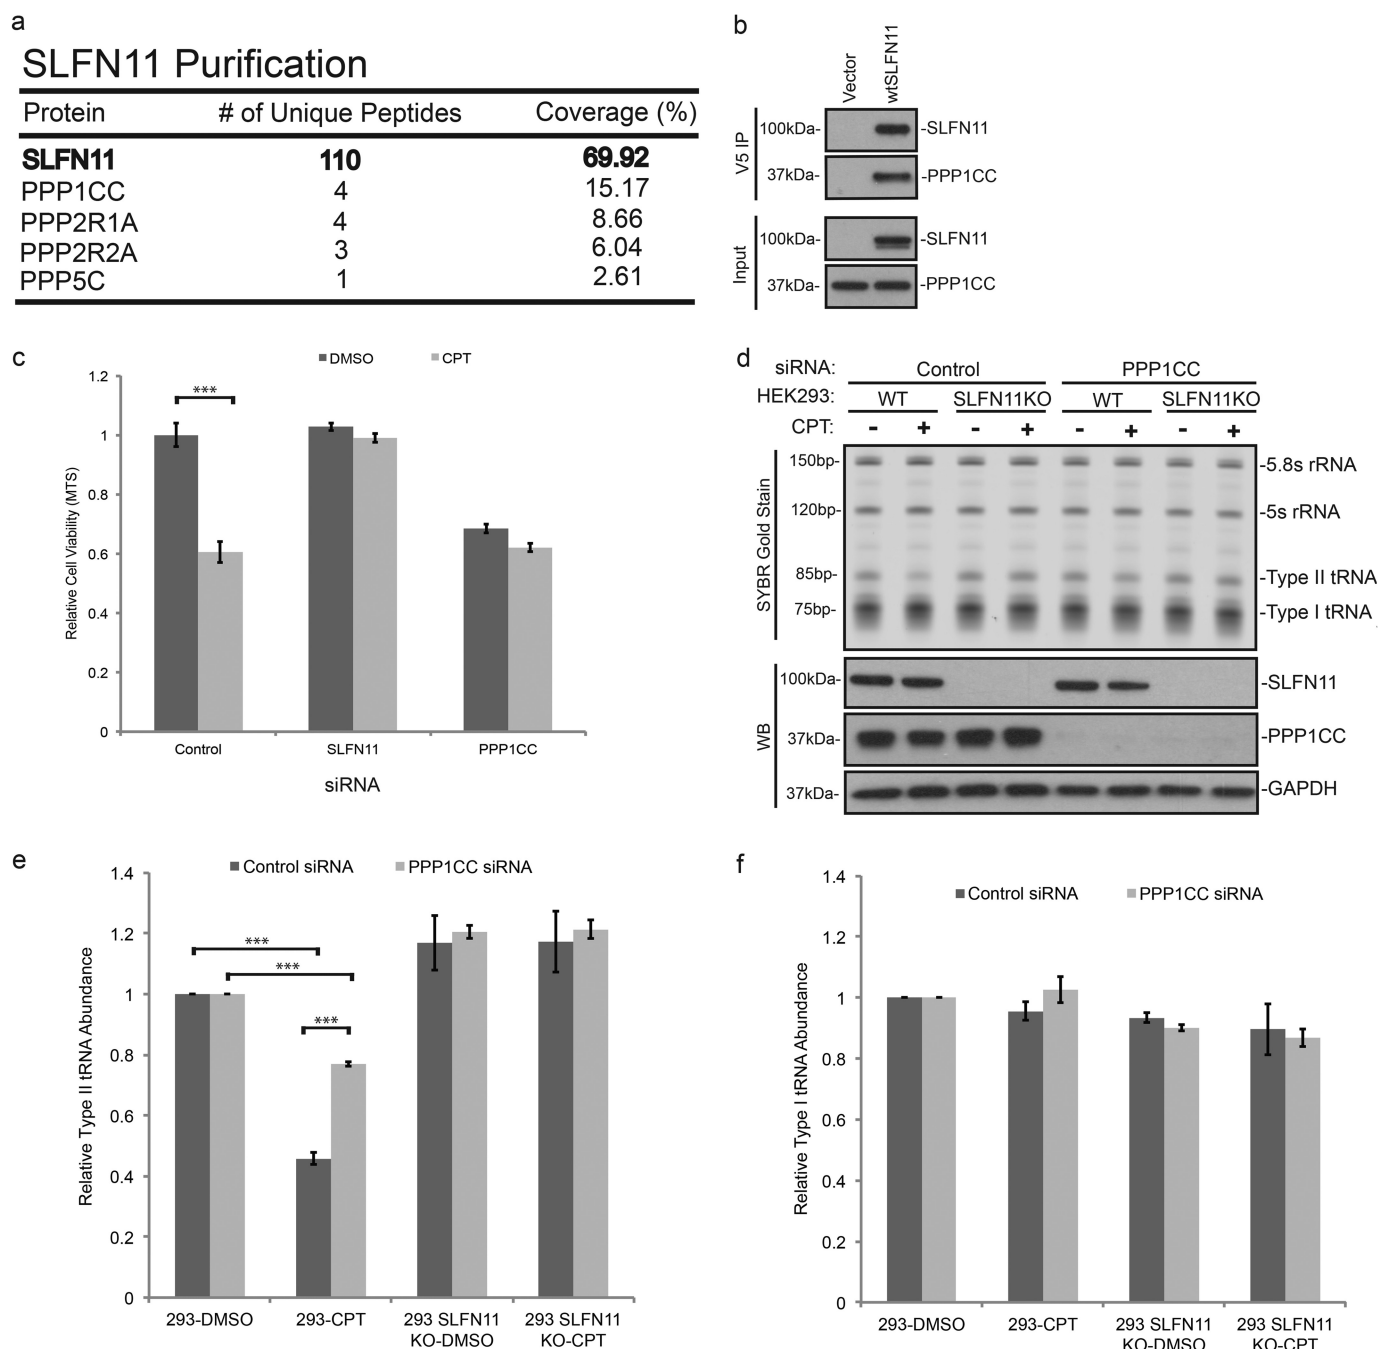 a
SLFN11 Purification
Protein # of Unique Peptides Coverage (%)
SLFN11 110 69.92
PPP1CC 4 15.17
PPP2R1A 4 8.66
PPP2R2A 3 6.04
PPP5C 1 2.61
b
Vector
wtSLFN11
V5 IP
100kDa- -SLFN11
37kDa- -PPP1CC
Input
100kDa- -SLFN11
37kDa- -PPP1CC
c
DMSO CPT
Relative Cell Viability (MTS)
1.2
1
0.8
0.6
0.4
0.2
0
***
Control SLFN11 PPP1CC
siRNA
d
siRNA: Control PPP1CC
HEK293: WT SLFN11KO WT SLFN11KO
CPT: - + - + - + - +
SYBR Gold Stain
150bp- -5.8s rRNA
120bp- -5s rRNA
85bp- -Type II tRNA
75bp- -Type I tRNA
WB
100kDa- -SLFN11
37kDa- -PPP1CC
37kDa- -GAPDH
e
Control siRNA PPP1CC siRNA
Relative Type II tRNA Abundance
1.4
1.2
1
0.8
0.6
0.4
0.2
0
***
***
***
293-DMSO 293-CPT 293 SLFN11 293 SLFN11
KO-DMSO KO-CPT
f
Control siRNA PPP1CC siRNA
Relative Type I tRNA Abundance
1.4
1.2
1
0.8
0.6
0.4
0.2
0
293-DMSO 293-CPT 293 SLFN11 293 SLFN11
KO-DMSO KO-CPT